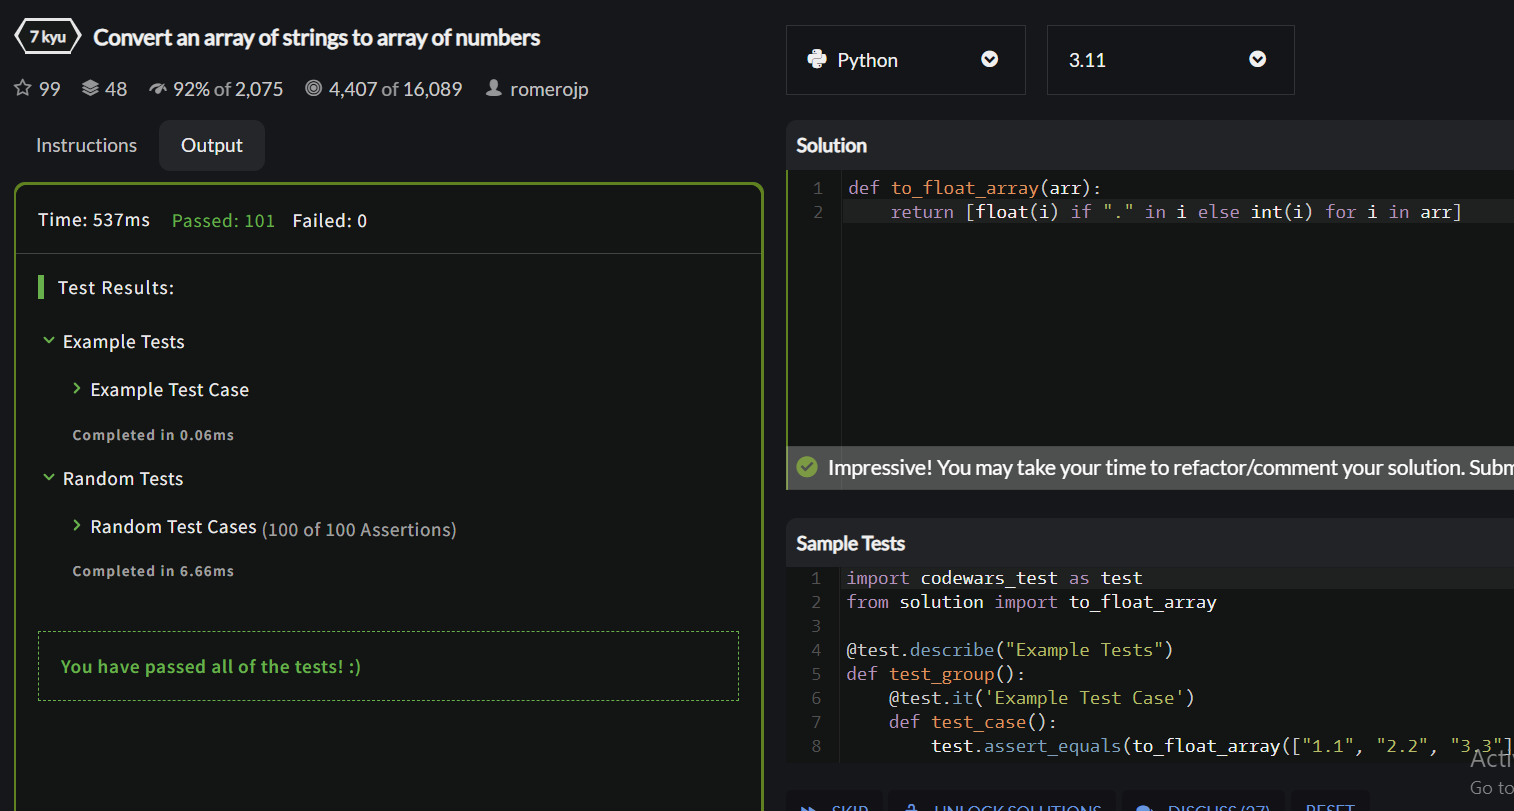 7 kyu Convert an array of strings to array of numbers
99 48 92% of 2,075 4,407 of 16,089 romerojp
Instructions Output
Time: 537ms Passed: 101 Failed: 0
Test Results:
Example Tests
Example Test Case
Completed in 0.06ms
Random Tests
Random Test Cases (100 of 100 Assertions)
Completed in 6.66ms
You have passed all of the tests! :)
Python 3.11
Solution
1 def to_float_array(arr):
2 return [float(i) if "." in i else int(i) for i in arr]
Impressive! You may take your time to refactor/comment your solution. Subm
Sample Tests
1 import codewars_test as test
2 from solution import to_float_array
3
4 @test.describe("Example Tests")
5 def test_group():
6 @test.it('Example Test Case')
7 def test_case():
8 test.assert_equals(to_float_array(["1.1", "2.2", "3.3"]
Acti
Go to
SKIP UNLOCK SOLUTIONS DISCUSS (27) RESET